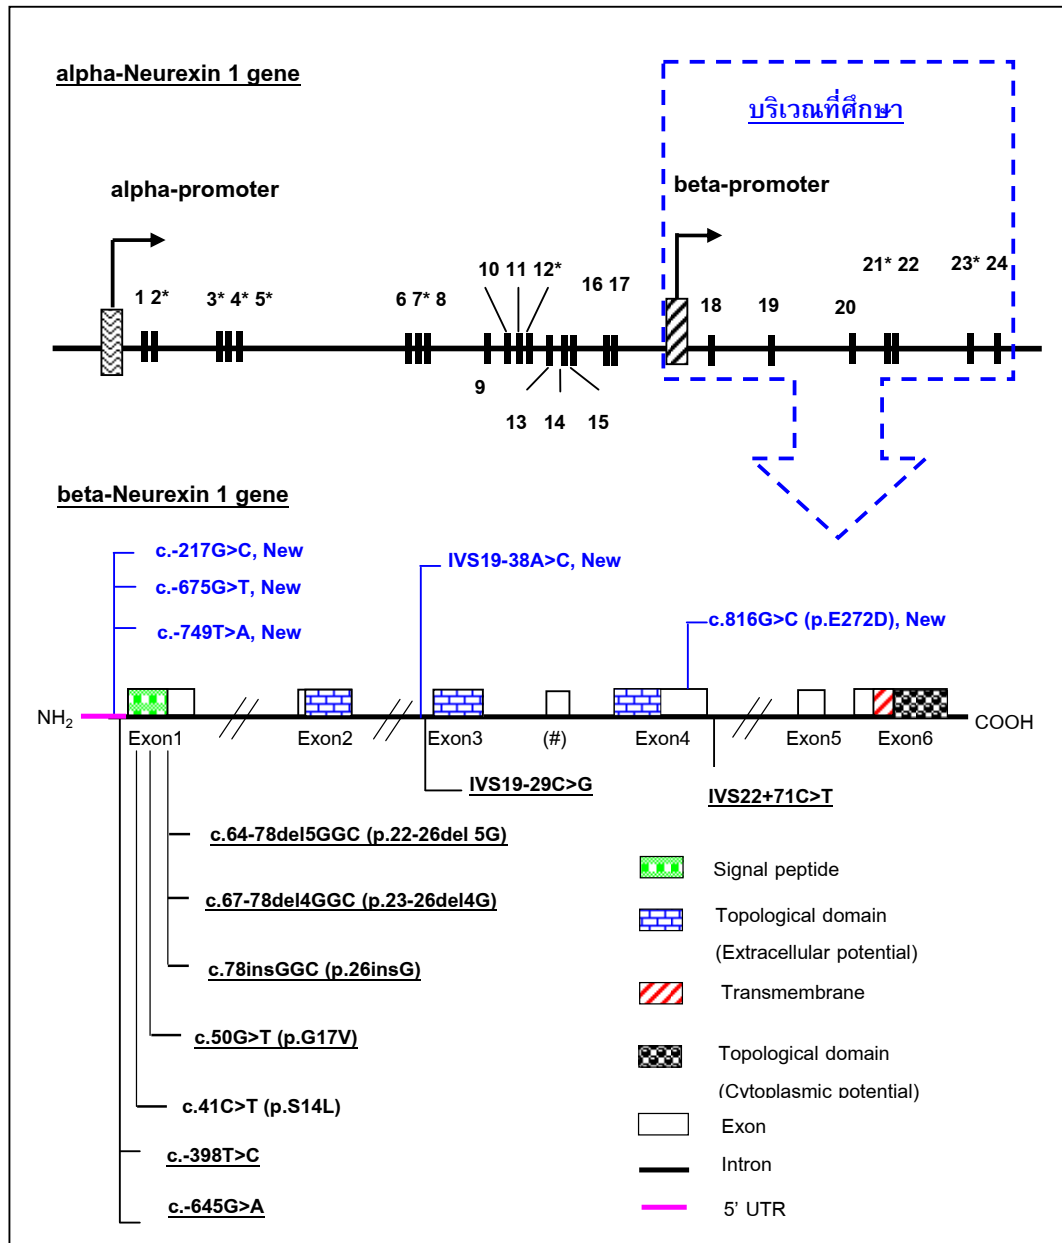 alpha-Neurexin 1 gene
บริเวณที่ศึกษา
alpha-promoter
beta-promoter
1 2*
3* 4* 5*
6 7* 8
10 11 12*
16 17
18
19
20
21* 22
23* 24
9
13
14
15
beta-Neurexin 1 gene
c.-217G>C, New
c.-675G>T, New
c.-749T>A, New
IVS19-38A>C, New
c.816G>C (p.E272D), New
NH2
COOH
Exon1
Exon2
Exon3
(#)
Exon4
Exon5
Exon6
IVS19-29C>G
IVS22+71C>T
c.64-78del5GGC (p.22-26del 5G)
c.67-78del4GGC (p.23-26del4G)
c.78insGGC (p.26insG)
c.50G>T (p.G17V)
c.41C>T (p.S14L)
c.-398T>C
c.-645G>A
Signal peptide
Topological domain
(Extracellular potential)
Transmembrane
Topological domain
(Cytoplasmic potential)
Exon
Intron
5' UTR